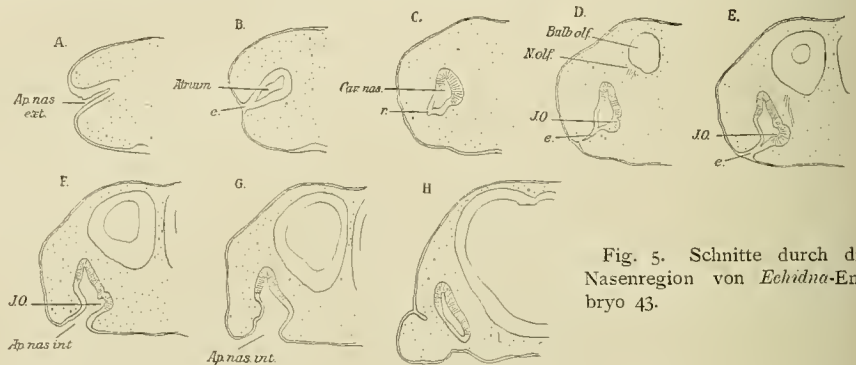 A.
B.
C.
D.
E.
Ap. nas
ext.
Atrium
e.
Cav. nas.
r.
Bulb olf.
N. olf.
J.O
e.
J.O.
e.
F.
G.
H
J.O.
Ap. nas int
Ap. nas. int.
Fig. 5. Schnitte durch d
Nasenregion von Echidna-Em
bryo 43.